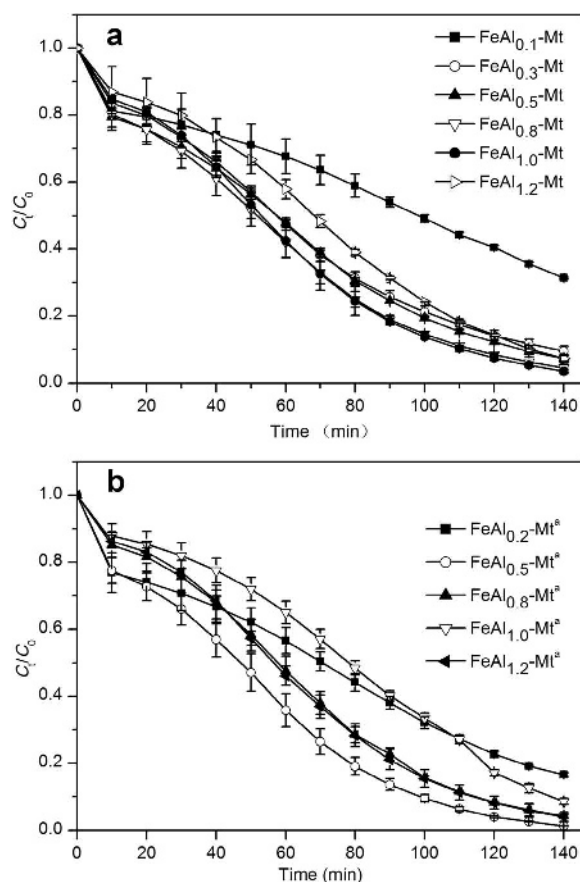 a
FeAl0.1-Mt
FeAl0.3-Mt
FeAl0.5-Mt
FeAl0.8-Mt
FeAl1.0-Mt
FeAl1.2-Mt
Ct/C0
1.0
0.8
0.6
0.4
0.2
0.0
0 20 40 60 80 100 120 140
Time （min）
b
FeAl0.2-Mta
FeAl0.5-Mta
FeAl0.8-Mta
FeAl1.0-Mta
FeAl1.2-Mta
Ct/C0
1.0
0.8
0.6
0.4
0.2
0.0
0 20 40 60 80 100 120 140
Time (min)